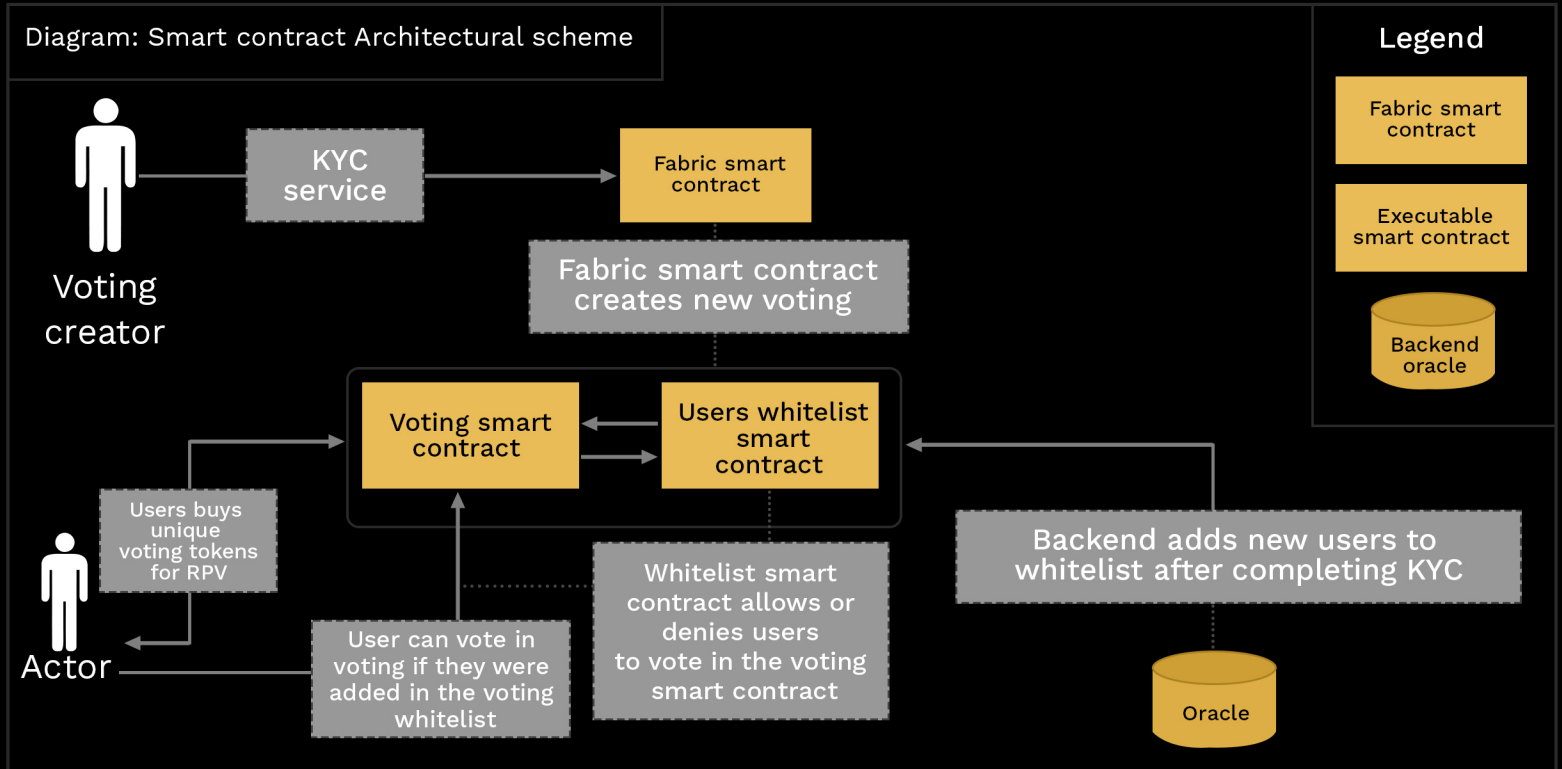 Diagram: Smart contract Architectural scheme
Legend
Fabric smart
contract
Executable
smart contract
Backend
oracle
Voting
creator
KYC
service
Fabric smart
contract
Fabric smart contract
creates new voting
Voting smart
contract
Users whitelist
smart
contract
Users buys
unique
voting tokens
for RPV
Actor
User can vote in
voting if they were
added in the voting
whitelist
Whitelist smart
contract allows or
denies users
to vote in the voting
smart contract
Backend adds new users to
whitelist after completing KYC
Oracle